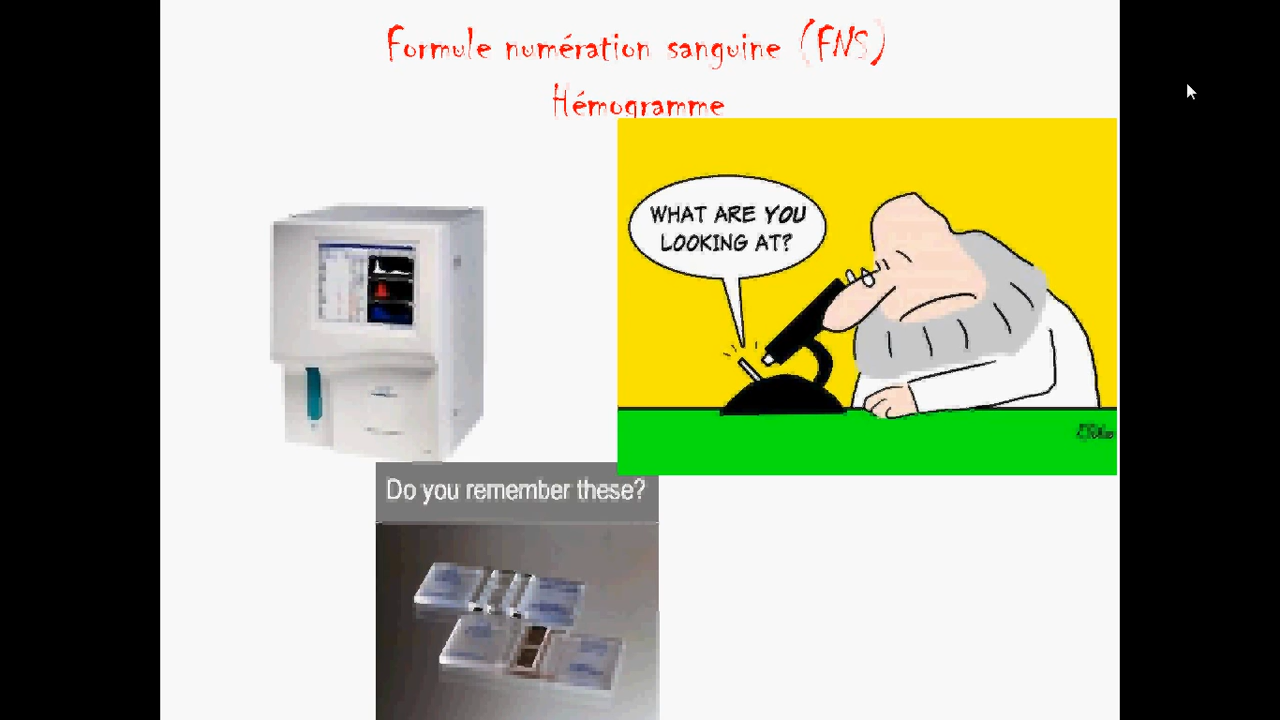 Formule numération sanguine (FNS)
Hémogramme
WHAT ARE YOU
LOOKING AT?
Do you remember these?